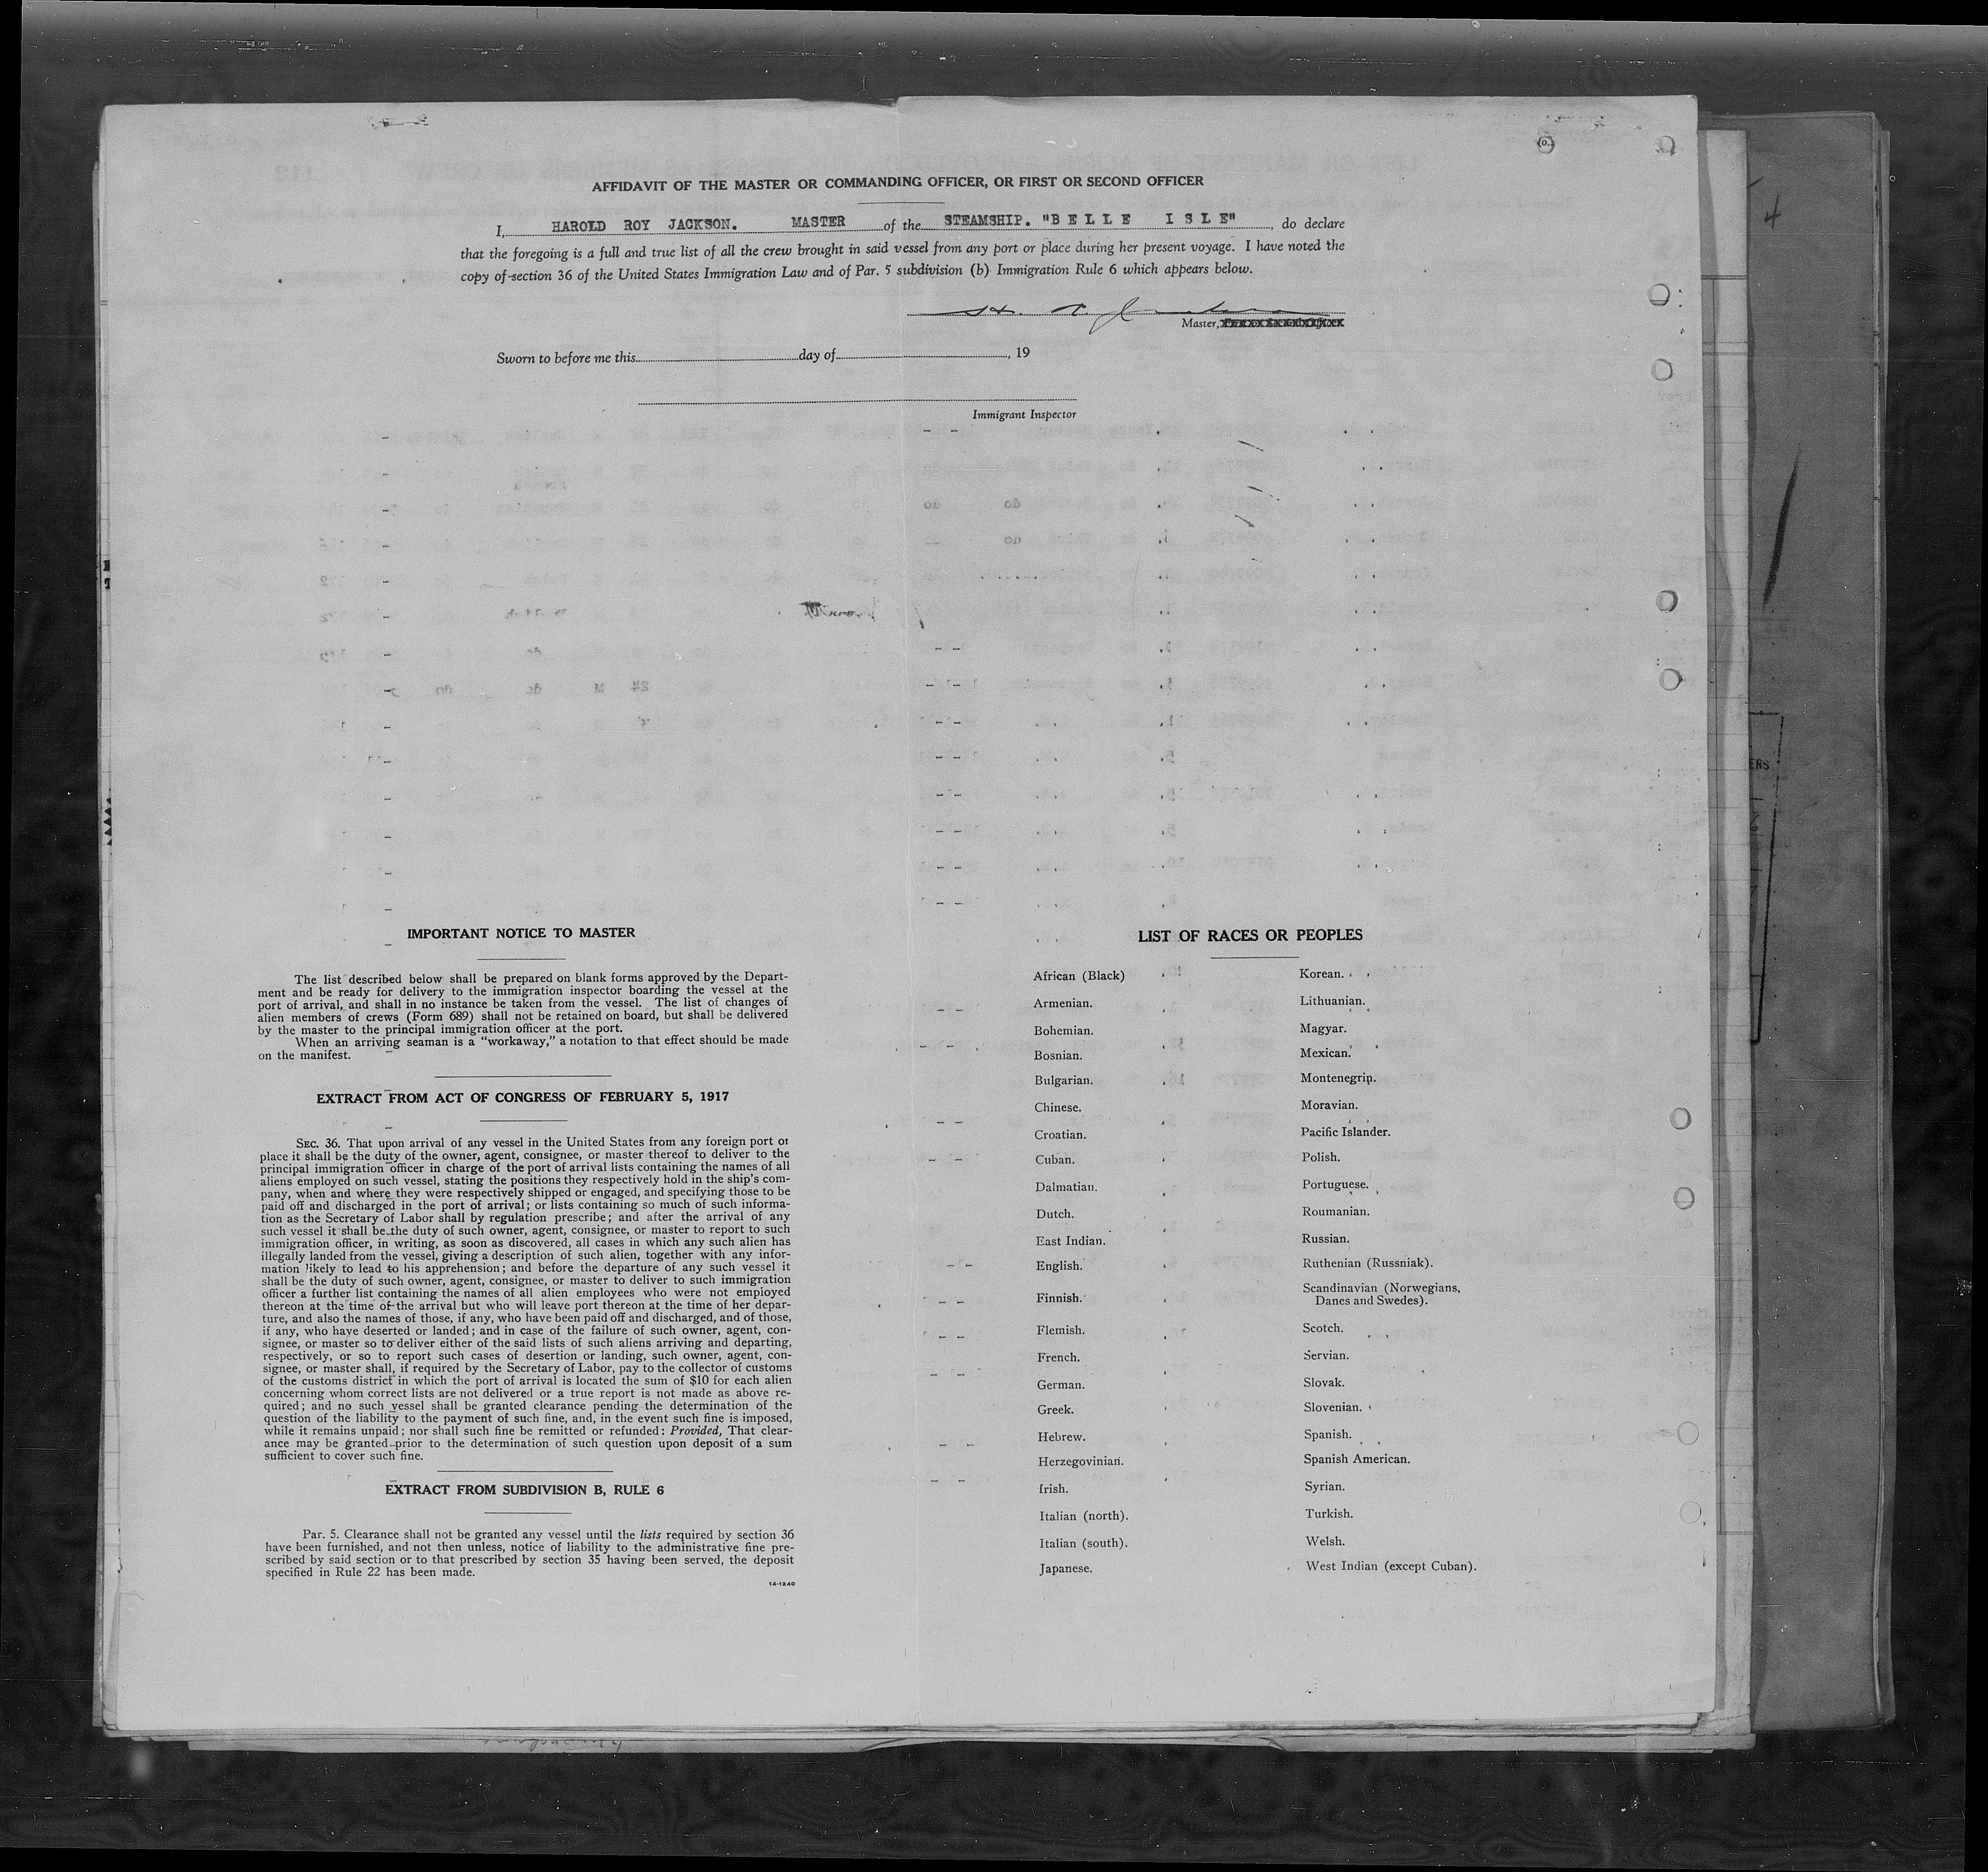 AFFIDAVIT OF THE MASTER OR COMMANDING OFFICER, OR FIRST OR SECOND OFFICER
I, HAROLD ROY JACKSON. MASTER of the STEAMSHIP. "B E L L E I S L E", do declare
that the foregoing is a full and true list of all the crew brought in said vessel from any port or place during her present voyage. I have noted the
copy of section 36 of the United States Immigration Law and of Par. 5 subdivision (b) Immigration Rule 6 which appears below.
Master,
Sworn to before me this day of , 19
Immigrant Inspector
IMPORTANT NOTICE TO MASTER
The list described below shall be prepared on blank forms approved by the Depart-
ment and be ready for delivery to the immigration inspector boarding the vessel at the
port of arrival, and shall in no instance be taken from the vessel. The list of changes of
alien members of crews (Form 689) shall not be retained on board, but shall be delivered
by the master to the principal immigration officer at the port.
When an arriving seaman is a "workaway," a notation to that effect should be made
on the manifest.
EXTRACT FROM ACT OF CONGRESS OF FEBRUARY 5, 1917
SEC. 36. That upon arrival of any vessel in the United States from any foreign port or
place it shall be the duty of the owner, agent, consignee, or master thereof to deliver to the
principal immigration officer in charge of the port of arrival lists containing the names of all
aliens employed on such vessel, stating the positions they respectively hold in the ship's com-
pany, when and where they were respectively shipped or engaged, and specifying those to be
paid off and discharged in the port of arrival; or lists containing so much of such informa-
tion as the Secretary of Labor shall by regulation prescribe; and after the arrival of any
such vessel it shall be the duty of such owner, agent, consignee, or master to report to such
immigration officer, in writing, as soon as discovered, all cases in which any such alien has
illegally landed from the vessel, giving a description of such alien, together with any infor-
mation likely to lead to his apprehension; and before the departure of any such vessel it
shall be the duty of such owner, agent, consignee, or master to deliver to such immigration
officer a further list containing the names of all alien employees who were not employed
thereon at the time of the arrival but who will leave port thereon at the time of her depar-
ture, and also the names of those, if any, who have been paid off and discharged, and of those,
if any, who have deserted or landed; and in case of the failure of such owner, agent, con-
signee, or master so to deliver either of the said lists of such aliens arriving and departing,
respectively, or so to report such cases of desertion or landing, such owner, agent, con-
signee, or master shall, if required by the Secretary of Labor, pay to the collector of customs
of the customs district in which the port of arrival is located the sum of $10 for each alien
concerning whom correct lists are not delivered or a true report is not made as above re-
quired; and no such vessel shall be granted clearance pending the determination of the
question of the liability to the payment of such fine, and, in the event such fine is imposed,
while it remains unpaid; nor shall such fine be remitted or refunded: Provided, That clear-
ance may be granted prior to the determination of such question upon deposit of a sum
sufficient to cover such fine.
EXTRACT FROM SUBDIVISION B, RULE 6
Par. 5. Clearance shall not be granted any vessel until the lists required by section 36
have been furnished, and not then unless, notice of liability to the administrative fine pre-
scribed by said section or to that prescribed by section 35 having been served, the deposit
specified in Rule 22 has been made.
14-1240
LIST OF RACES OR PEOPLES
African (Black)
Armenian.
Bohemian.
Bosnian.
Bulgarian.
Chinese.
Croatian.
Cuban.
Dalmatian.
Dutch.
East Indian.
English.
Finnish.
Flemish.
French.
German.
Greek.
Hebrew.
Herzegovinian.
Irish.
Italian (north).
Italian (south).
Japanese.
Korean.
Lithuanian.
Magyar.
Mexican.
Montenegrin.
Moravian.
Pacific Islander.
Polish.
Portuguese.
Roumanian.
Russian.
Ruthenian (Russniak).
Scandinavian (Norwegians,
Danes and Swedes).
Scotch.
Servian.
Slovak.
Slovenian.
Spanish.
Spanish American.
Syrian.
Turkish.
Welsh.
West Indian (except Cuban).
4
ERS